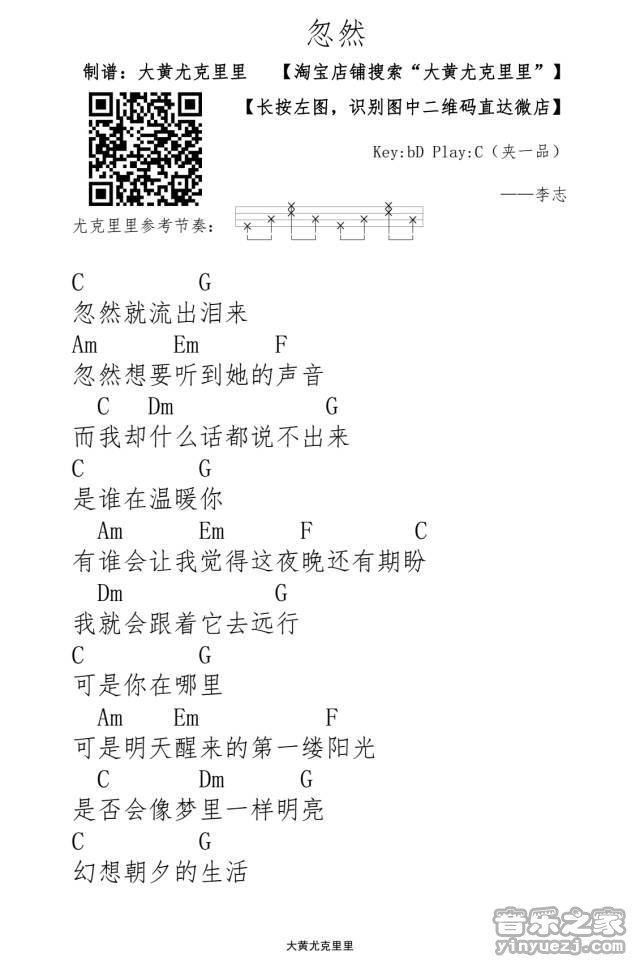 忽然
制谱：大黄尤克里里 【淘宝店铺搜索“大黄尤克里里”】
【长按左图，识别图中二维码直达微店】
Key:bD Play:C（夹一品）
——李志
尤克里里参考节奏：
C G
忽然就流出泪来
Am Em F
忽然想要听到她的声音
C Dm G
而我却什么话都说不出来
C G
是谁在温暖你
Am Em F C
有谁会让我觉得这夜晚还有期盼
Dm G
我就会跟着它去远行
C G
可是你在哪里
Am Em F
可是明天醒来的第一缕阳光
C Dm G
是否会像梦里一样明亮
C G
幻想朝夕的生活
大黄尤克里里
音乐之家
yinyuezj.com